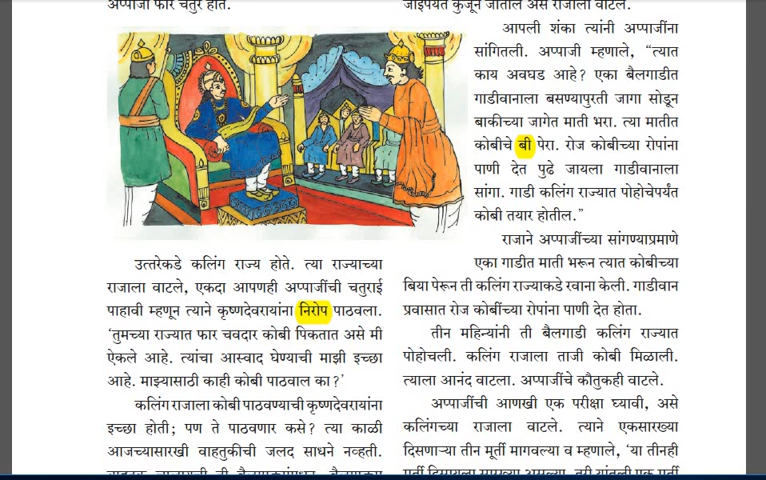 अप्पाजी फार चतुर होते.
उत्तरेकडे कलिंग राज्य होते. त्या राज्याच्या
राजाला वाटले, एकदा आपणही अप्पाजींची चतुराई
पाहावी म्हणून त्याने कृष्णदेवरायांना निरोप पाठवला.
‘तुमच्या राज्यात फार चवदार कोबी पिकतात असे मी
ऐकले आहे. त्यांचा आस्वाद घेण्याची माझी इच्छा
आहे. माझ्यासाठी काही कोबी पाठवाल का?’
कलिंग राजाला कोबी पाठवण्याची कृष्णदेवरायांना
इच्छा होती; पण ते पाठवणार कसे? त्या काळी
आजच्यासारखी वाहतुकीची जलद साधने नव्हती.
जाईपर्यंत कुजून जातील असे राजाला वाटले.
आपली शंका त्यांनी अप्पाजींना
सांगितली. अप्पाजी म्हणाले, “त्यात
काय अवघड आहे? एका बैलगाडीत
गाडीवानाला बसण्यापुरती जागा सोडून
बाकीच्या जागेत माती भरा. त्या मातीत
कोबीचे बी पेरा. रोज कोबीच्या रोपांना
पाणी देत पुढे जायला गाडीवानाला
सांगा. गाडी कलिंग राज्यात पोहोचेपर्यंत
कोबी तयार होतील.”
राजाने अप्पाजींच्या सांगण्याप्रमाणे
एका गाडीत माती भरून त्यात कोबीच्या
बिया पेरून ती कलिंग राज्याकडे रवाना केली. गाडीवान
प्रवासात रोज कोबींच्या रोपांना पाणी देत होता.
तीन महिन्यांनी ती बैलगाडी कलिंग राज्यात
पोहोचली. कलिंग राजाला ताजी कोबी मिळाली.
त्याला आनंद वाटला. अप्पाजींचे कौतुकही वाटले.
अप्पाजींची आणखी एक परीक्षा घ्यावी, असे
कलिंगच्या राजाला वाटले. त्याने एकसारख्या
दिसणाऱ्या तीन मूर्ती मागवल्या व म्हणाले, ‘या तीनही